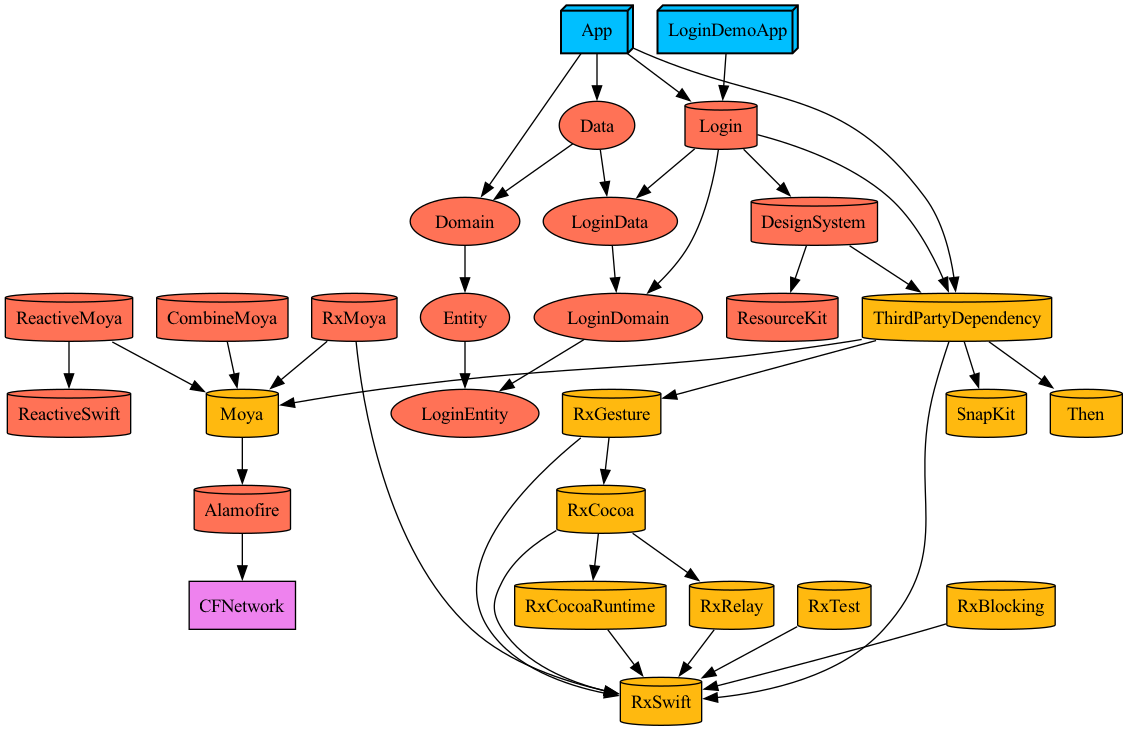 App
LoginDemoApp
Data
Login
Domain
LoginData
DesignSystem
ReactiveMoya
CombineMoya
RxMoya
Entity
LoginDomain
ResourceKit
ThirdPartyDependency
ReactiveSwift
Moya
LoginEntity
RxGesture
SnapKit
Then
Alamofire
RxCocoa
CFNetwork
RxCocoaRuntime
RxRelay
RxTest
RxBlocking
RxSwift